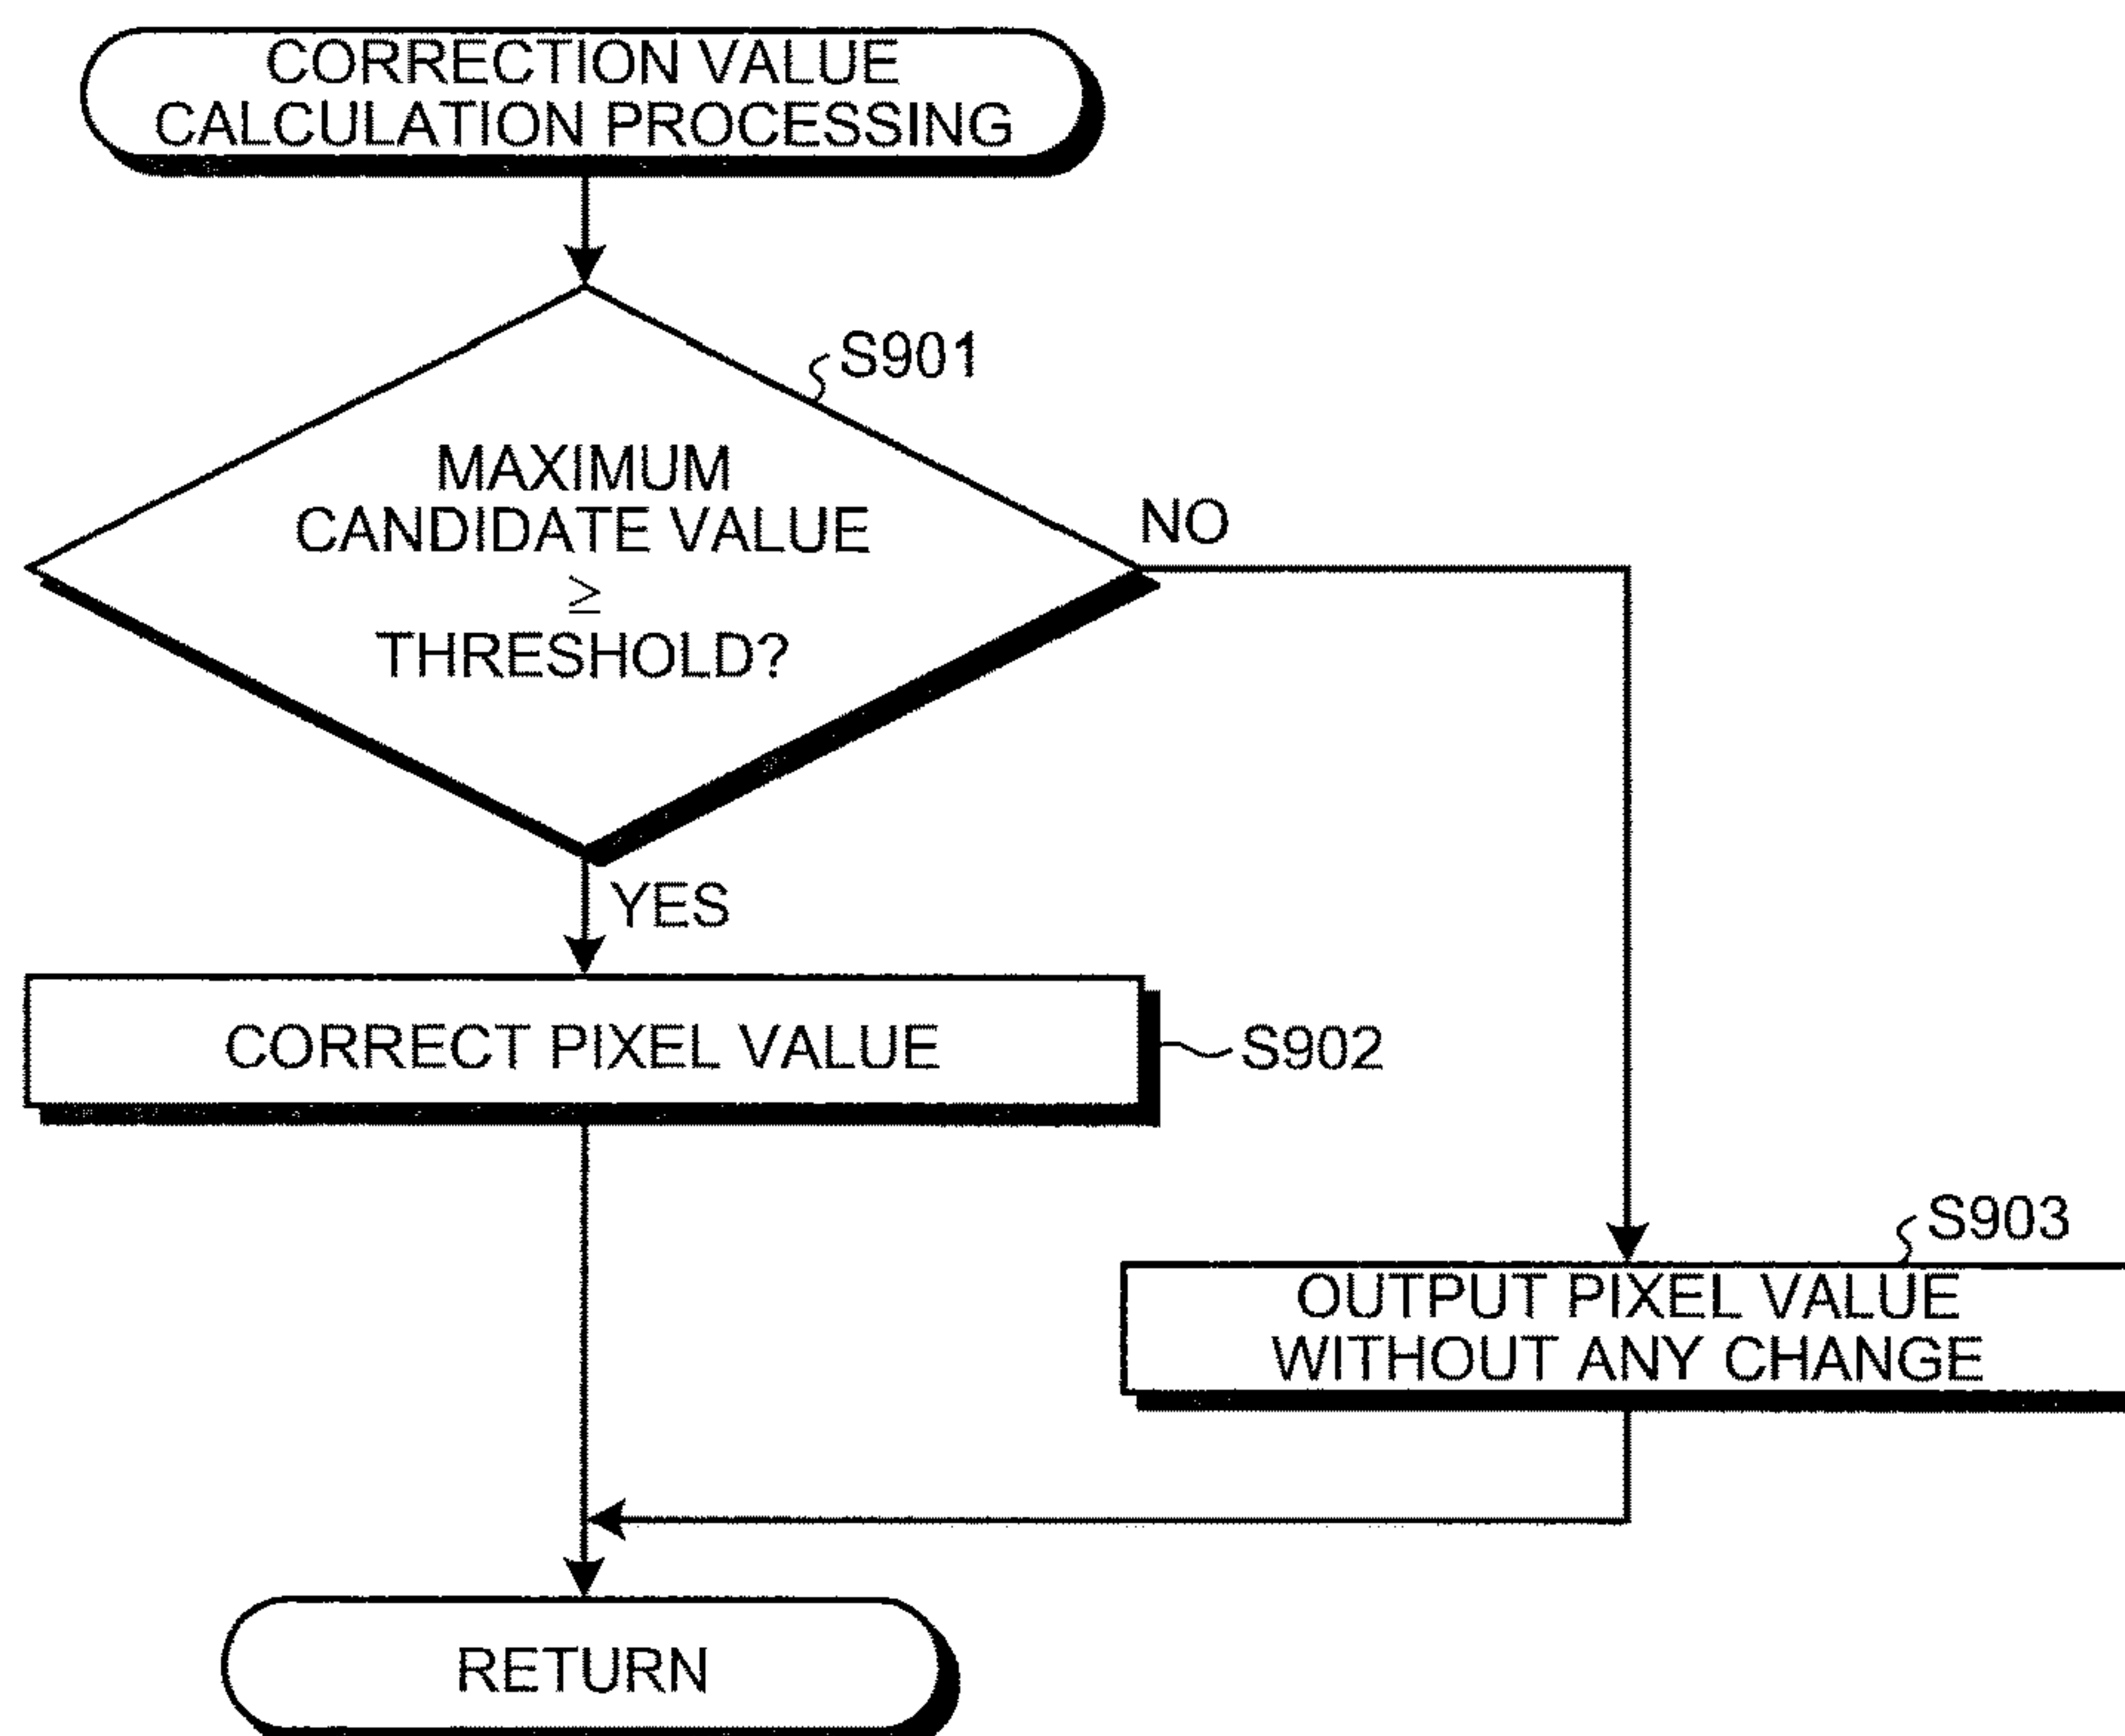 CORRECTION VALUE
CALCULATION PROCESSING
S901
MAXIMUM
CANDIDATE VALUE
≥
THRESHOLD?
NO
YES
CORRECT PIXEL VALUE
S902
S903
OUTPUT PIXEL VALUE
WITHOUT ANY CHANGE
RETURN